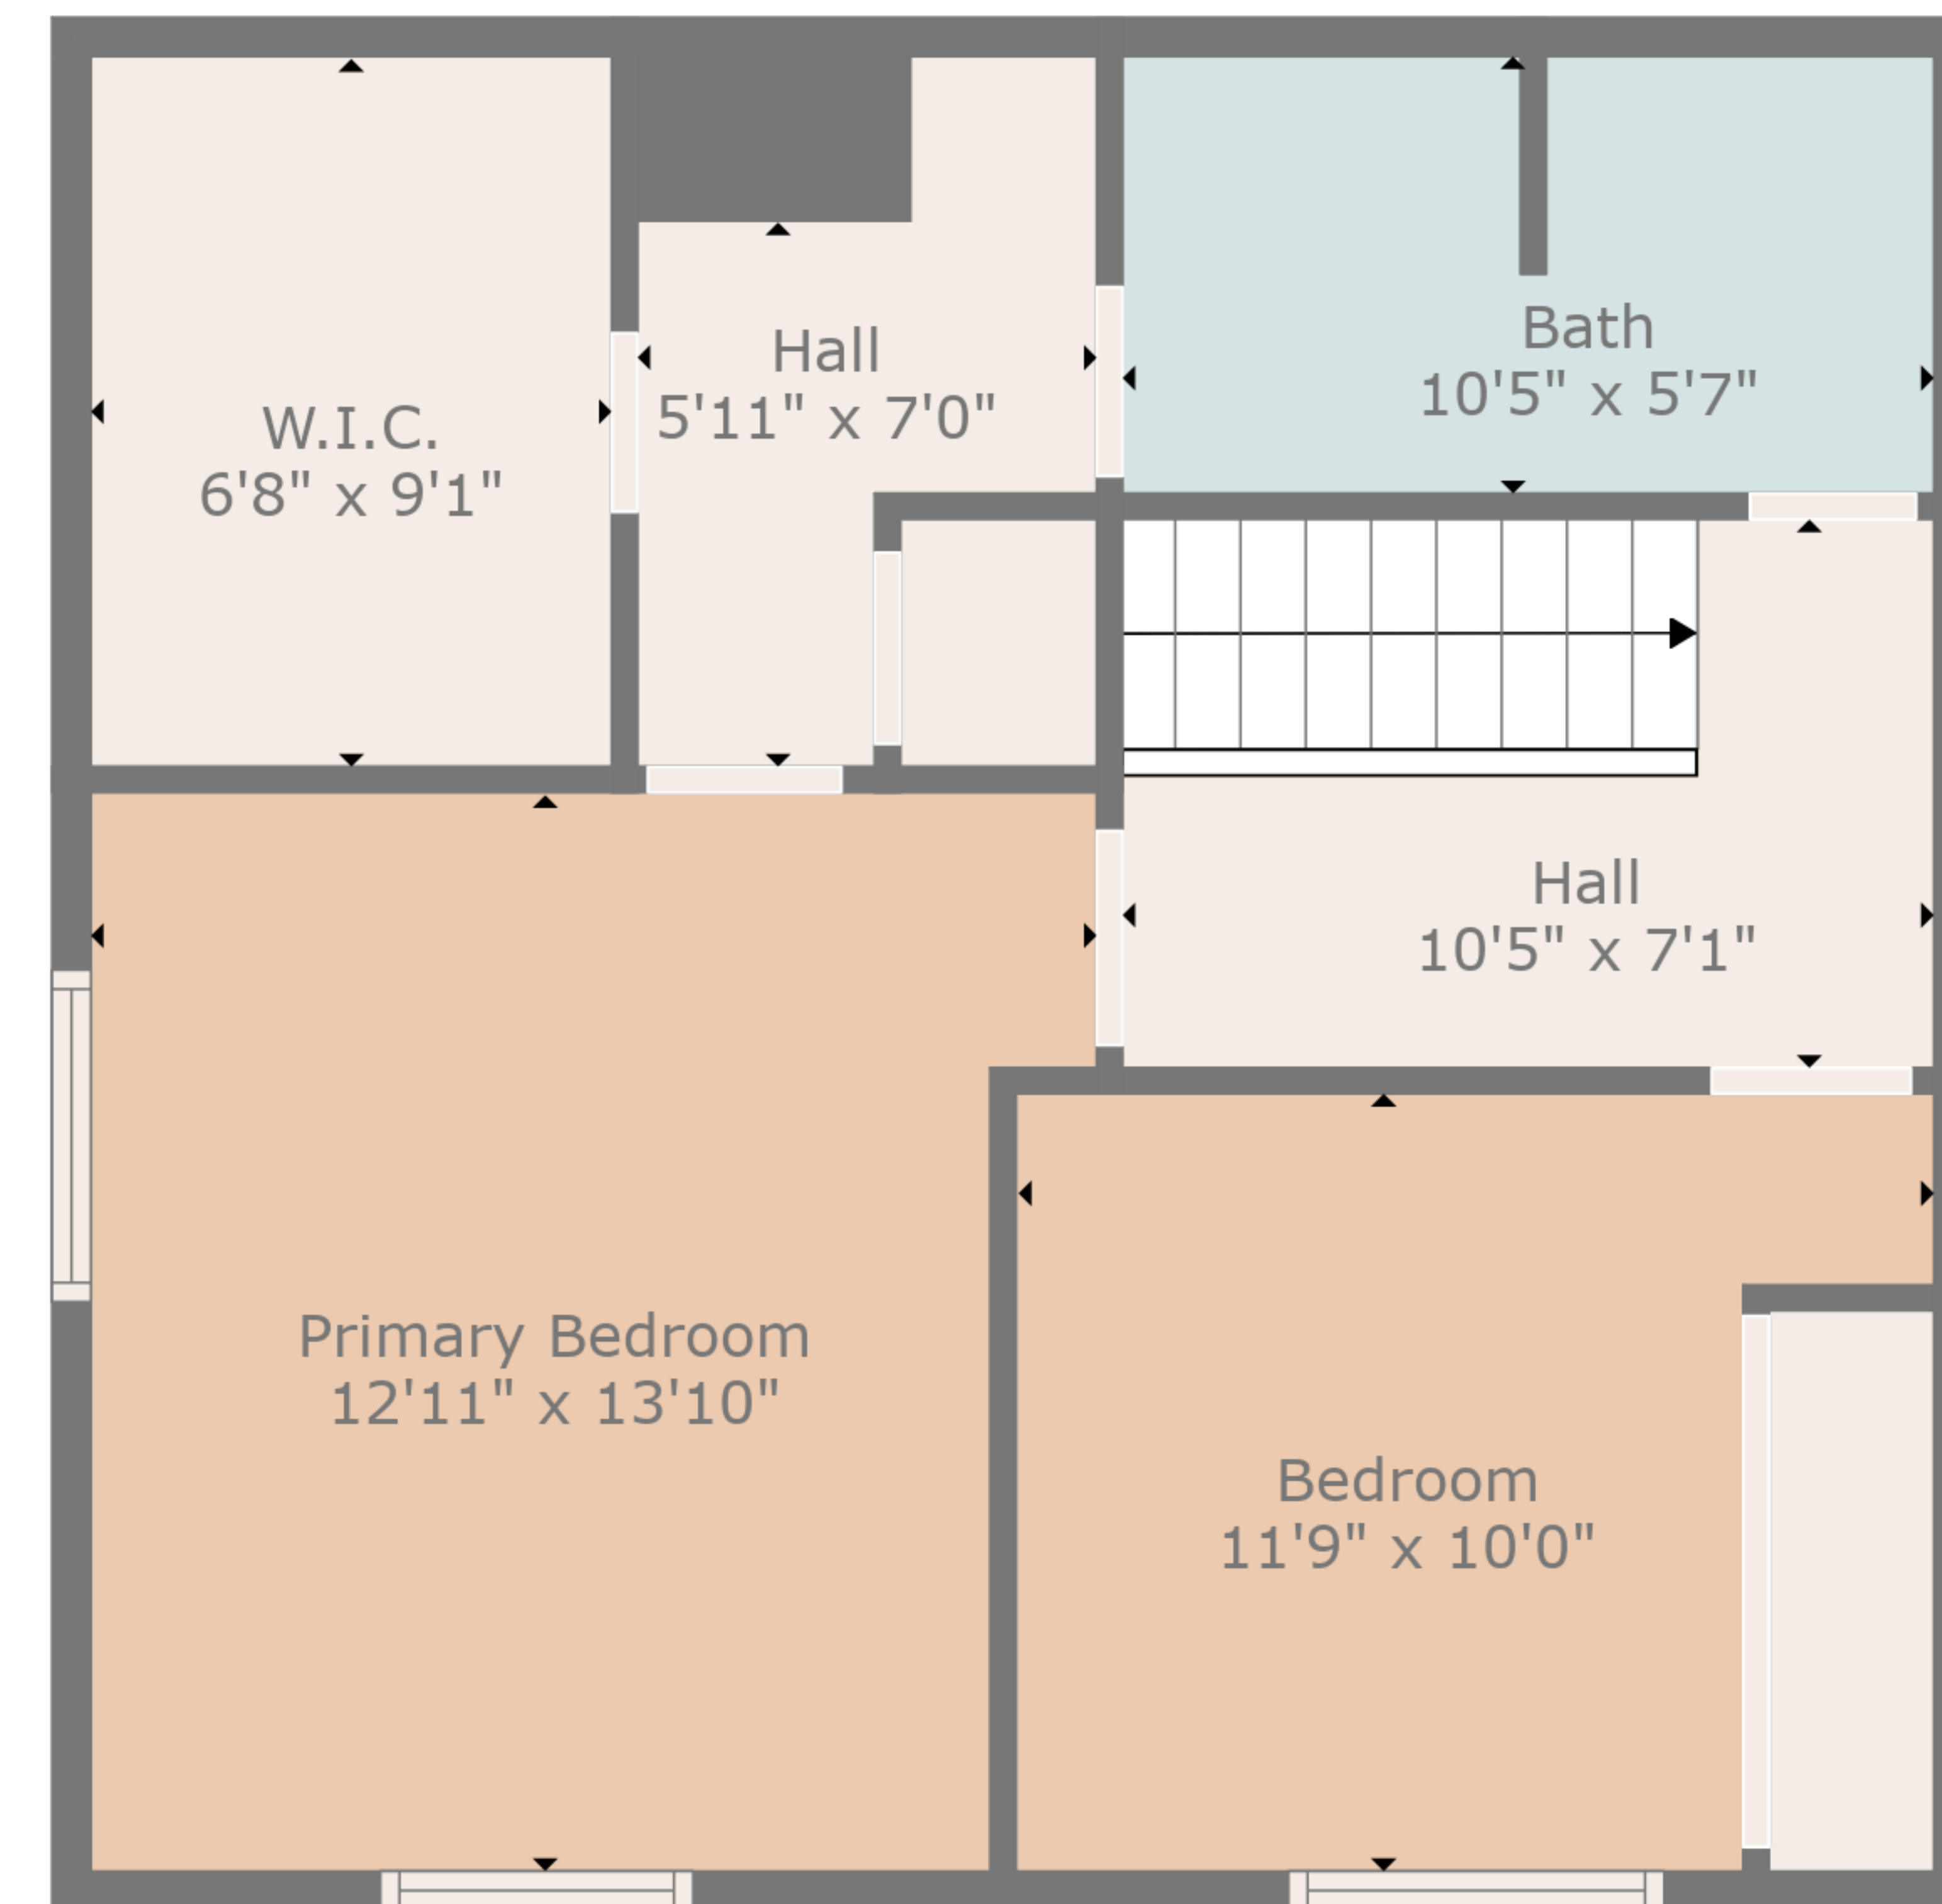 Hall
5'11" x 7'0"
Bath
10'5" x 5'7"
W.I.C.
6'8" x 9'1"
Hall
10'5" x 7'1"
Primary Bedroom
12'11" x 13'10"
Bedroom
11'9" x 10'0"